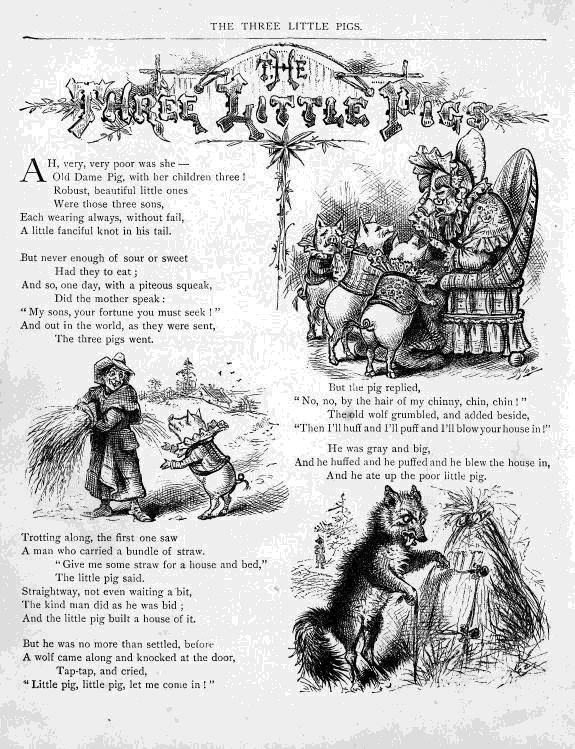 THE THREE LITTLE PIGS.
THE
THREE LITTLE PIGS
AH, very, very poor was she —
Old Dame Pig, with her children three!
Robust, beautiful little ones
Were those three sons,
Each wearing always, without fail,
A little fanciful knot in his tail.
But never enough of sour or sweet
Had they to eat;
And so, one day, with a piteous squeak,
Did the mother speak:
“My sons, your fortune you must seek!”
And out in the world, as they were sent,
The three pigs went.
Trotting along, the first one saw
A man who carried a bundle of straw.
“Give me some straw for a house and bed,”
The little pig said.
Straightway, not even waiting a bit,
The kind man did as he was bid;
And the little pig built a house of it.
But he was no more than settled, before
A wolf came along and knocked at the door,
Tap-tap, and cried,
“Little pig, little pig, let me come in!”
But the pig replied,
“No, no, by the hair of my chinny, chin, chin!”
The old wolf grumbled, and added beside,
“Then I'll huff and I'll puff and I'll blow your house in!”
He was gray and big,
And he huffed and he puffed and he blew the house in,
And he ate up the poor little pig.